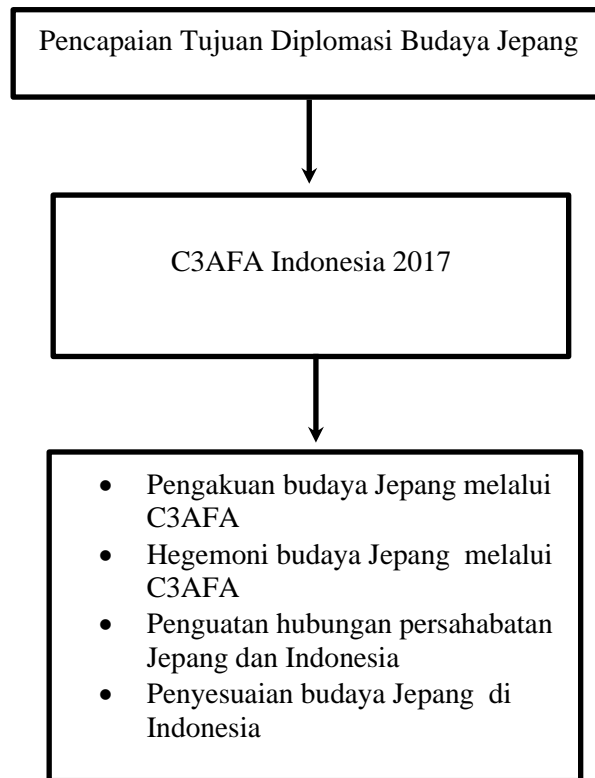 Pencapaian Tujuan Diplomasi Budaya Jepang
C3AFA Indonesia 2017
• Pengakuan budaya Jepang melalui
C3AFA
• Hegemoni budaya Jepang melalui
C3AFA
• Penguatan hubungan persahabatan
Jepang dan Indonesia
• Penyesuaian budaya Jepang di
Indonesia